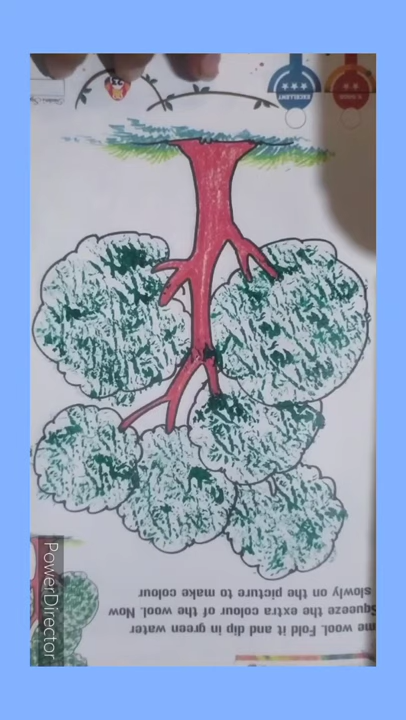 me wool. Fold it and dip in green water
Squeeze the extra colour of the wool. Now
slowly on the picture to make colour
EXCELLENT
PowerDirector